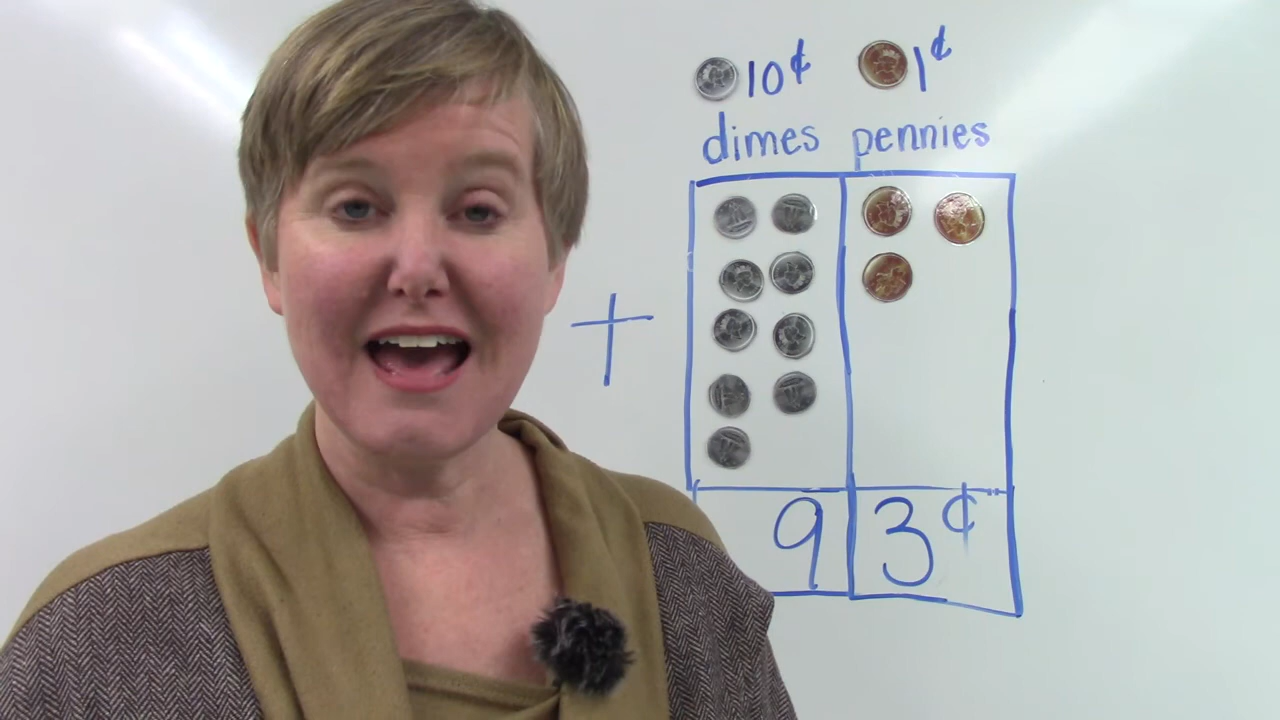 10¢ 1¢
dimes pennies
+
9 3¢